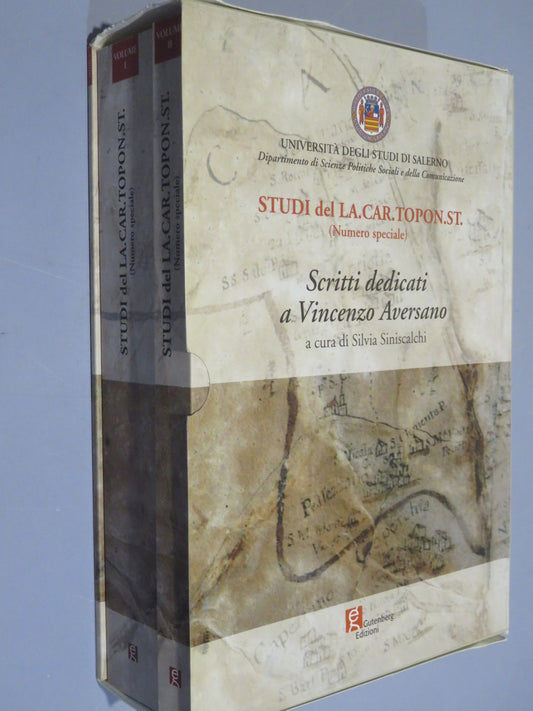 VOLUME I
STUDI del LA.CAR.TOPON.ST.
(Numero speciale)
VOLUME II
STUDI del LA.CAR.TOPON.ST.
(Numero speciale)
UNIVERSITÀ DEGLI STUDI DI SALERNO
Dipartimento di Scienze Politiche Sociali e della Comunicazione
STUDI del LA.CAR.TOPON.ST.
(Numero speciale)
Scritti dedicati
a Vincenzo Aversano
a cura di Silvia Siniscalchi
Gutenberg
Edizioni